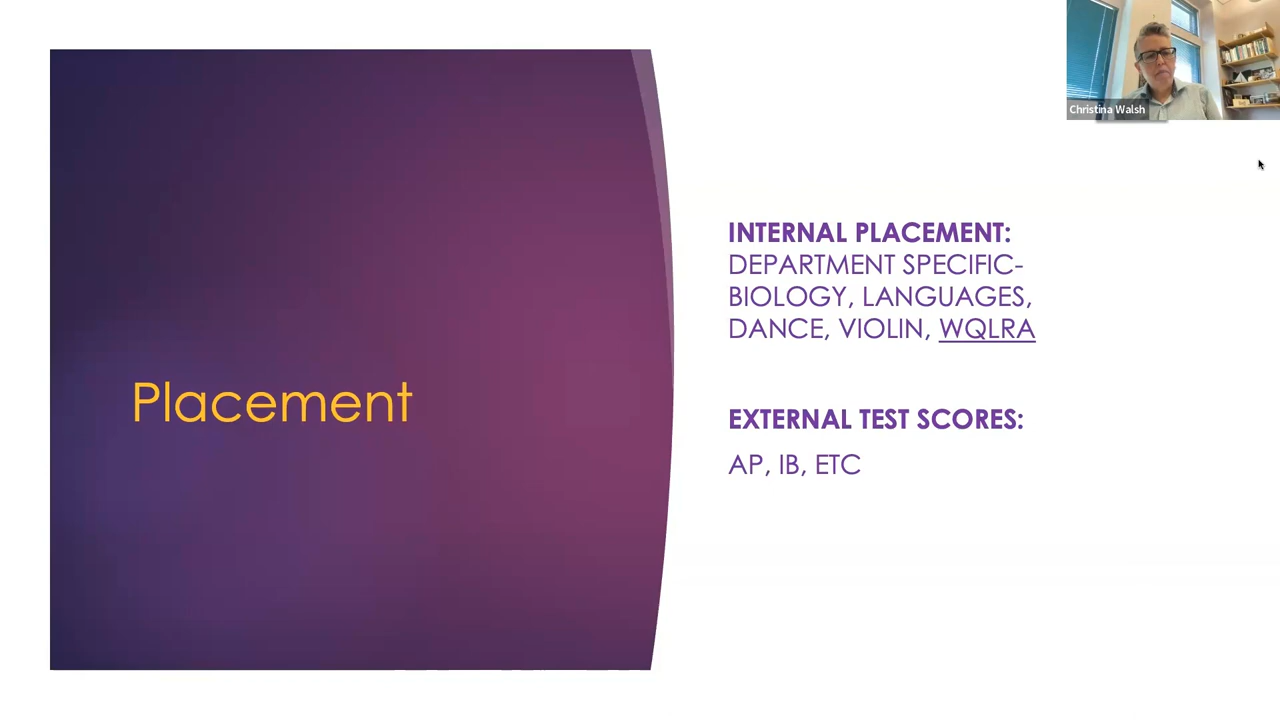 Christina Walsh
Placement
INTERNAL PLACEMENT:
DEPARTMENT SPECIFIC-
BIOLOGY, LANGUAGES,
DANCE, VIOLIN, WQLRA
EXTERNAL TEST SCORES:
AP, IB, ETC